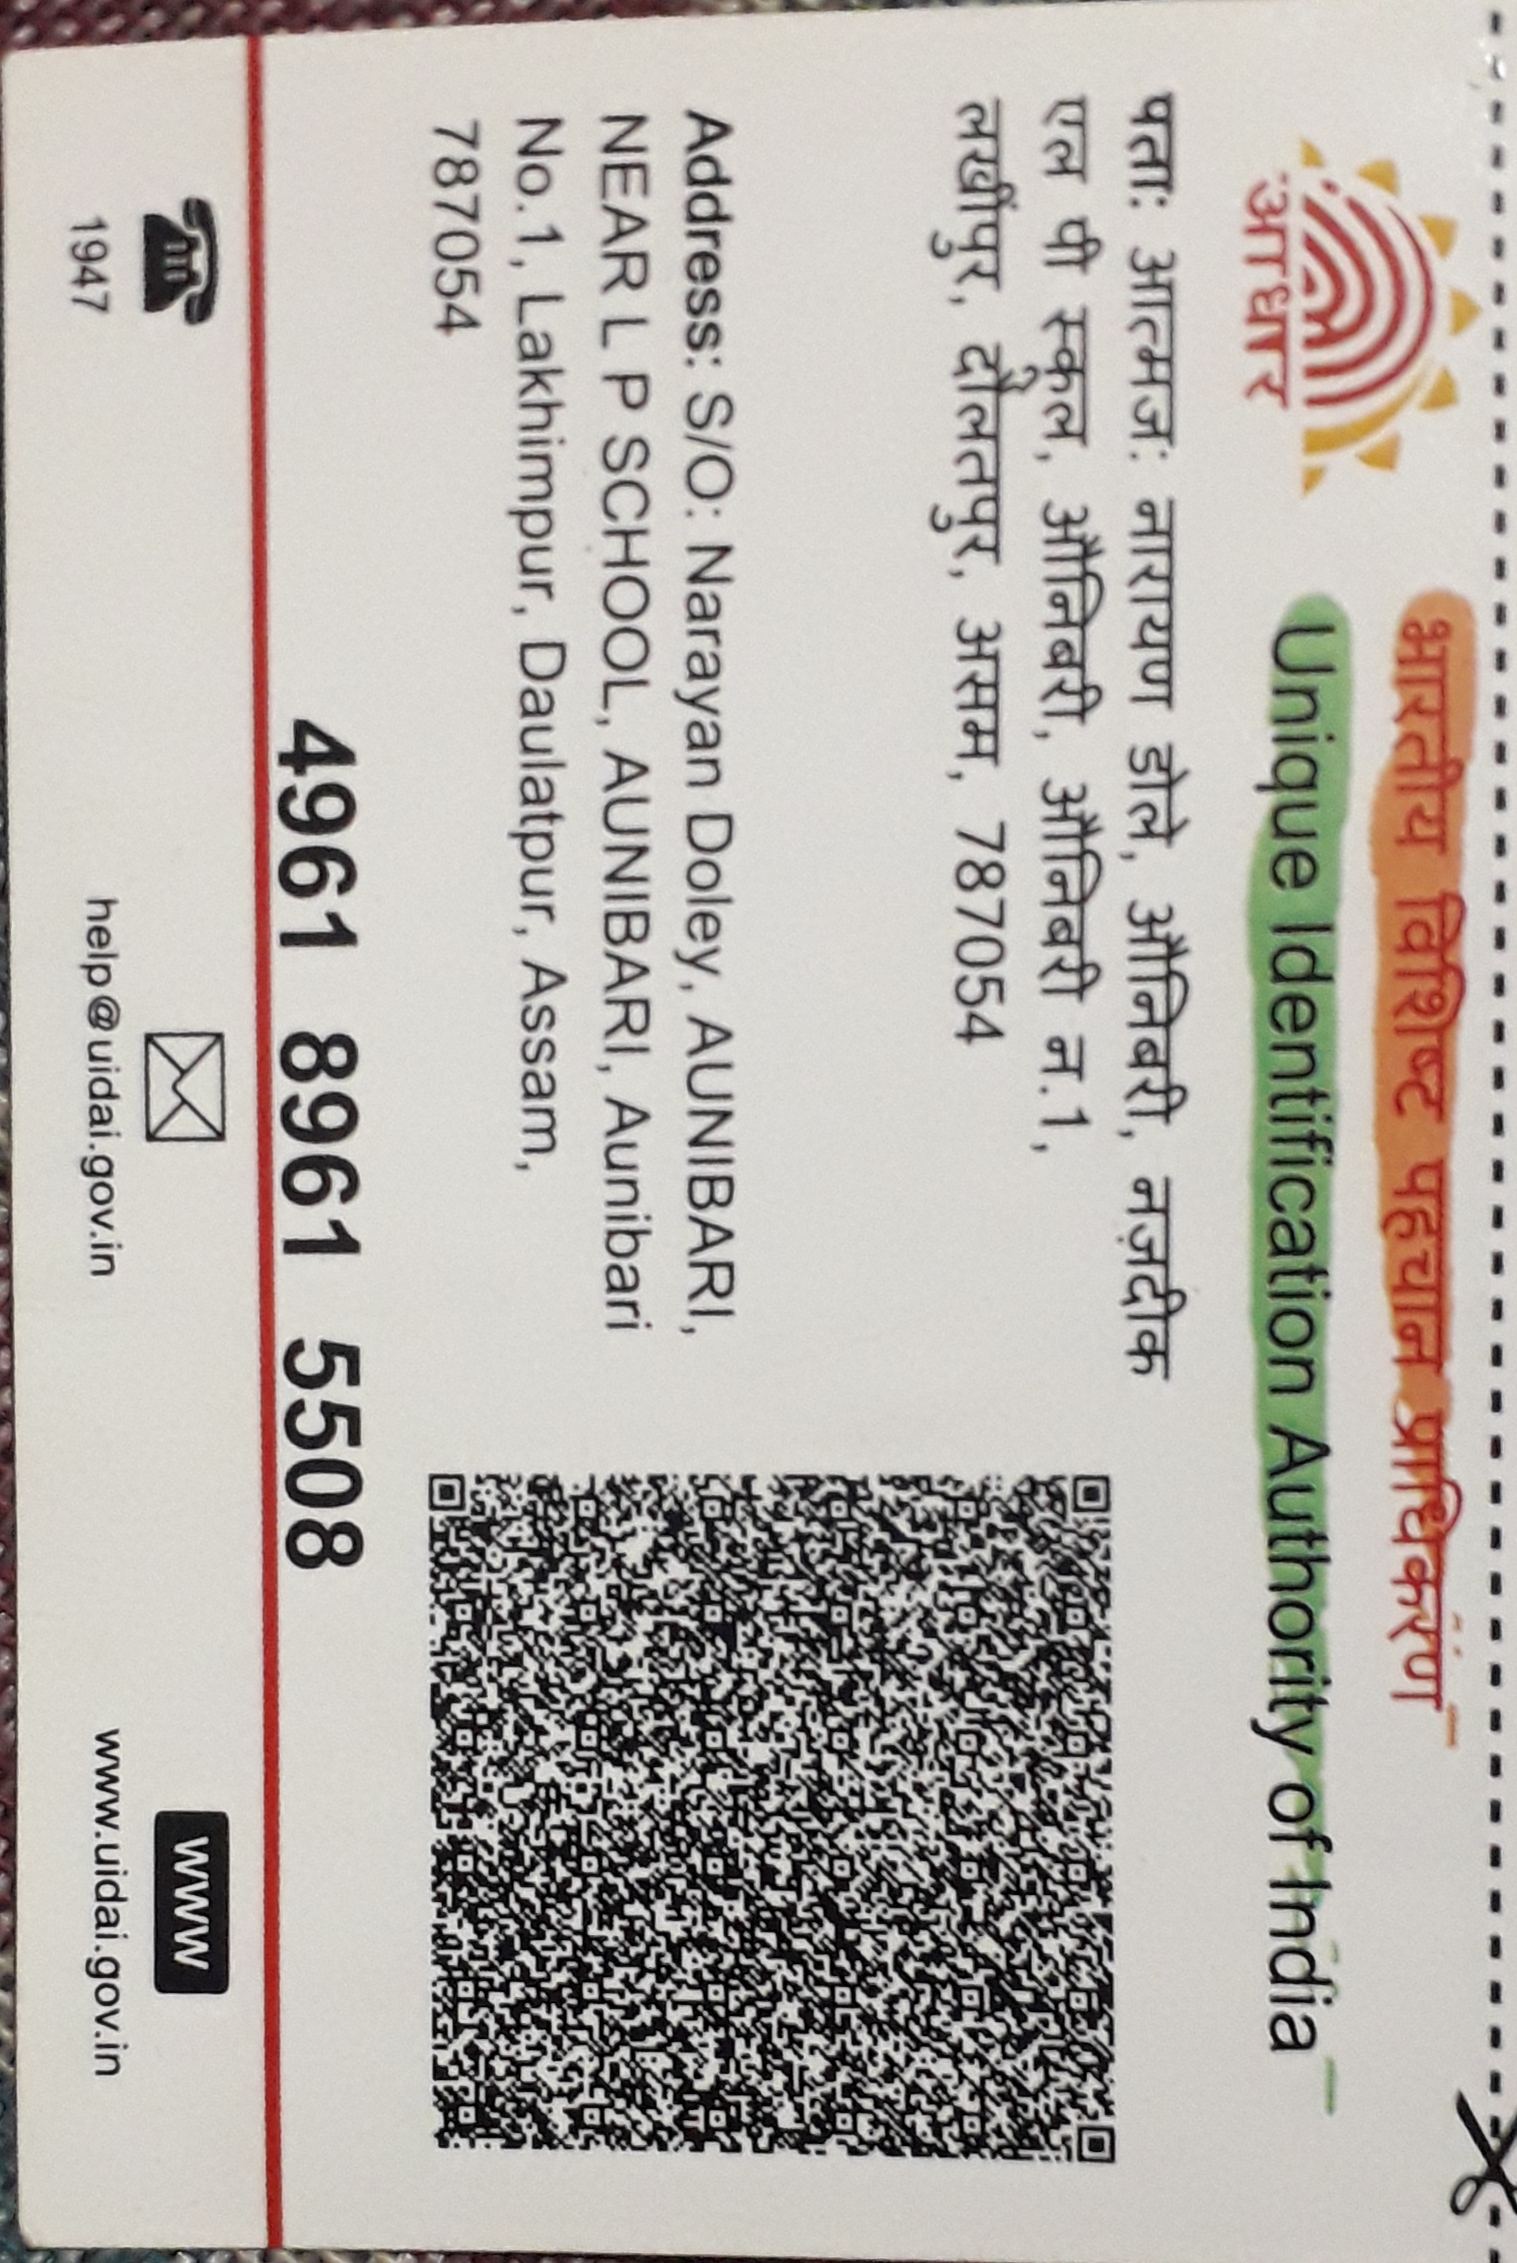 भारतीय विशिष्ट पहचान प्राधिकरण
Unique Identification Authority of India
आधार
पता: आत्मज: नारायण डोले, औनिबरी, नज़दीक
एल पी स्कुल, औनिबरी, औनिबरी न.1,
लखींपुर, दौलतपुर, असम, 787054
Address: S/O: Narayan Doley, AUNIBARI,
NEAR L P SCHOOL, AUNIBARI, Aunibari
No.1, Lakhimpur, Daulatpur, Assam,
787054
4961 8961 5508
www
1947 help@uidai.gov.in www.uidai.gov.in